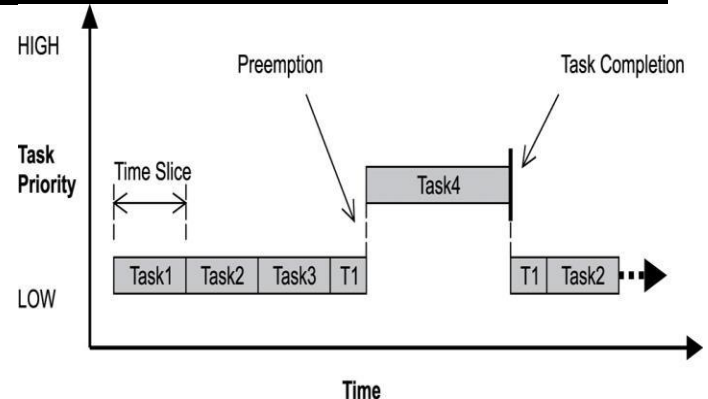 HIGH
Preemption
Task Completion
Task
Priority
Time Slice
Task4
Task1 Task2 Task3 T1
T1 Task2
LOW
Time